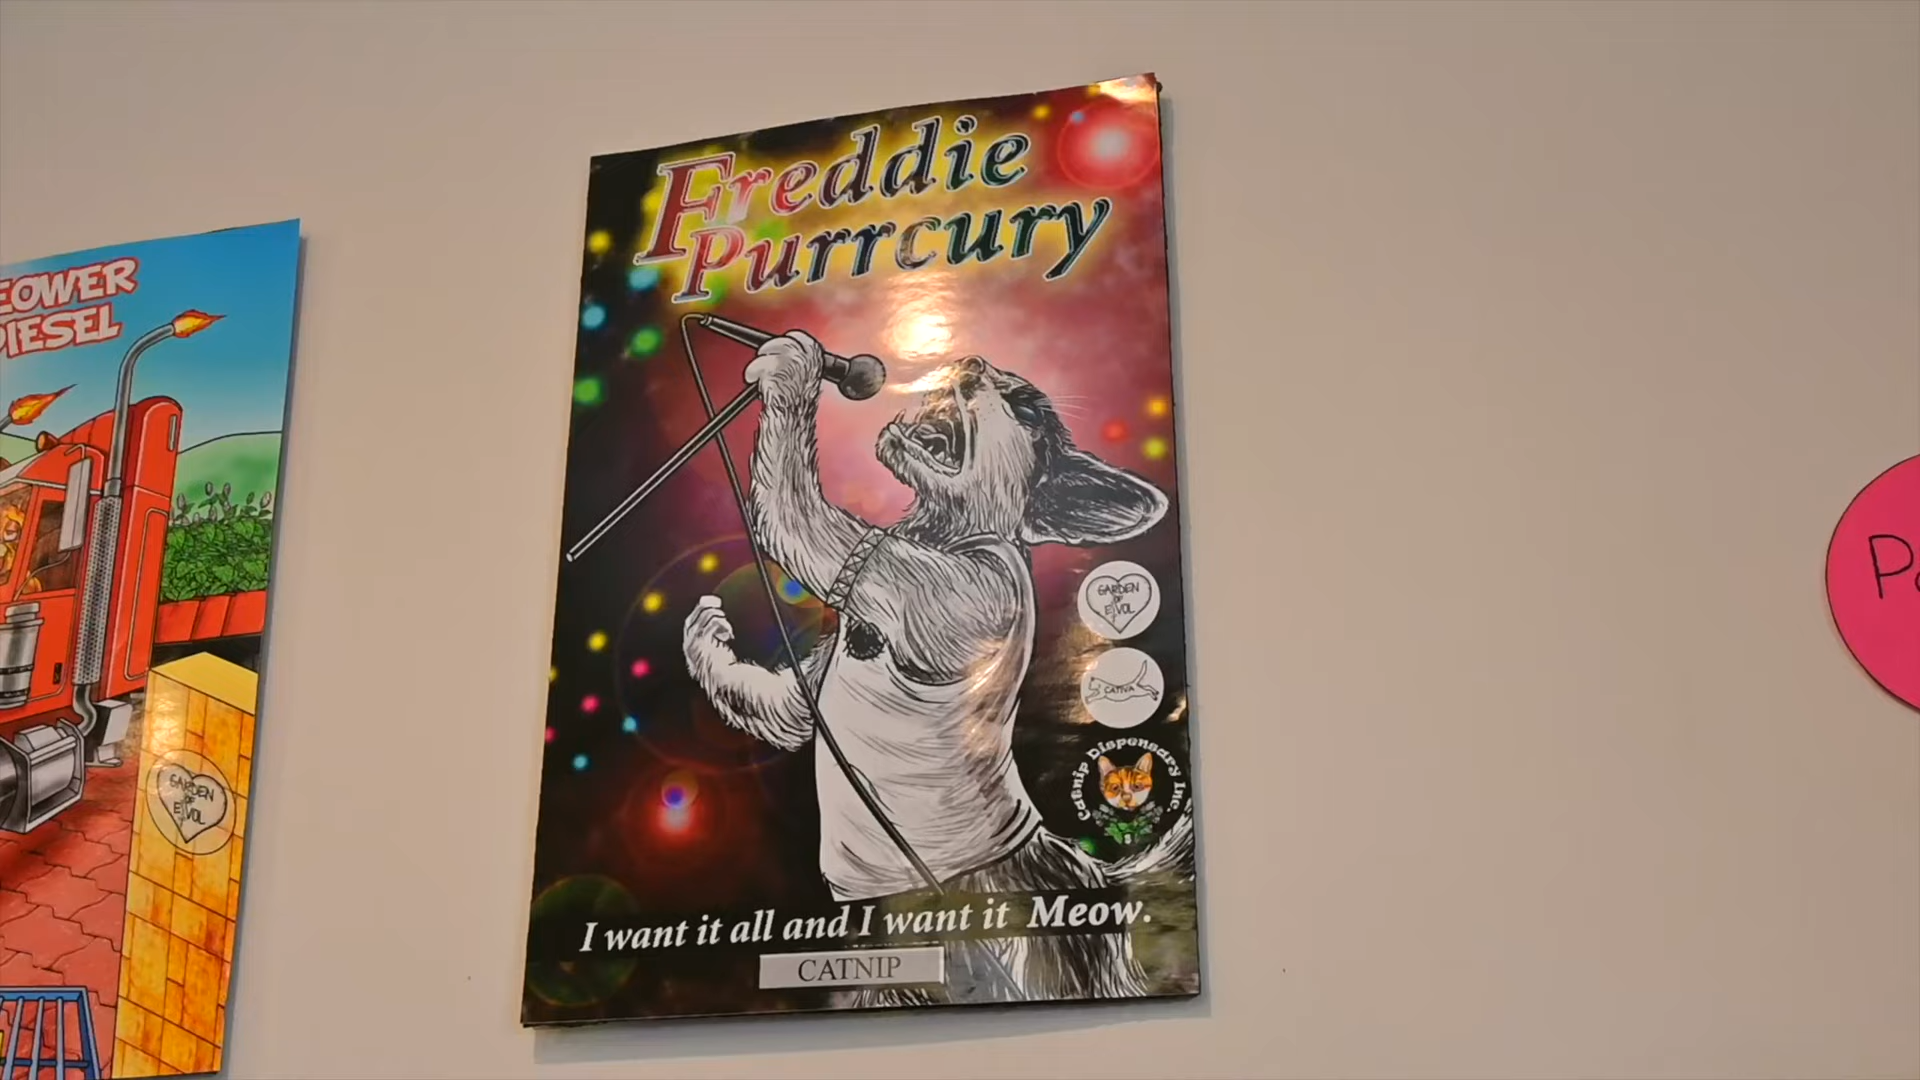 EOWER
DIESEL
GARDEN
OF
E VOL
Freddie
Purrcury
GARDEN
OF
E VOL
CATIVA
Catnip Dispensary Inc.
I want it all and I want it Meow.
CATNIP